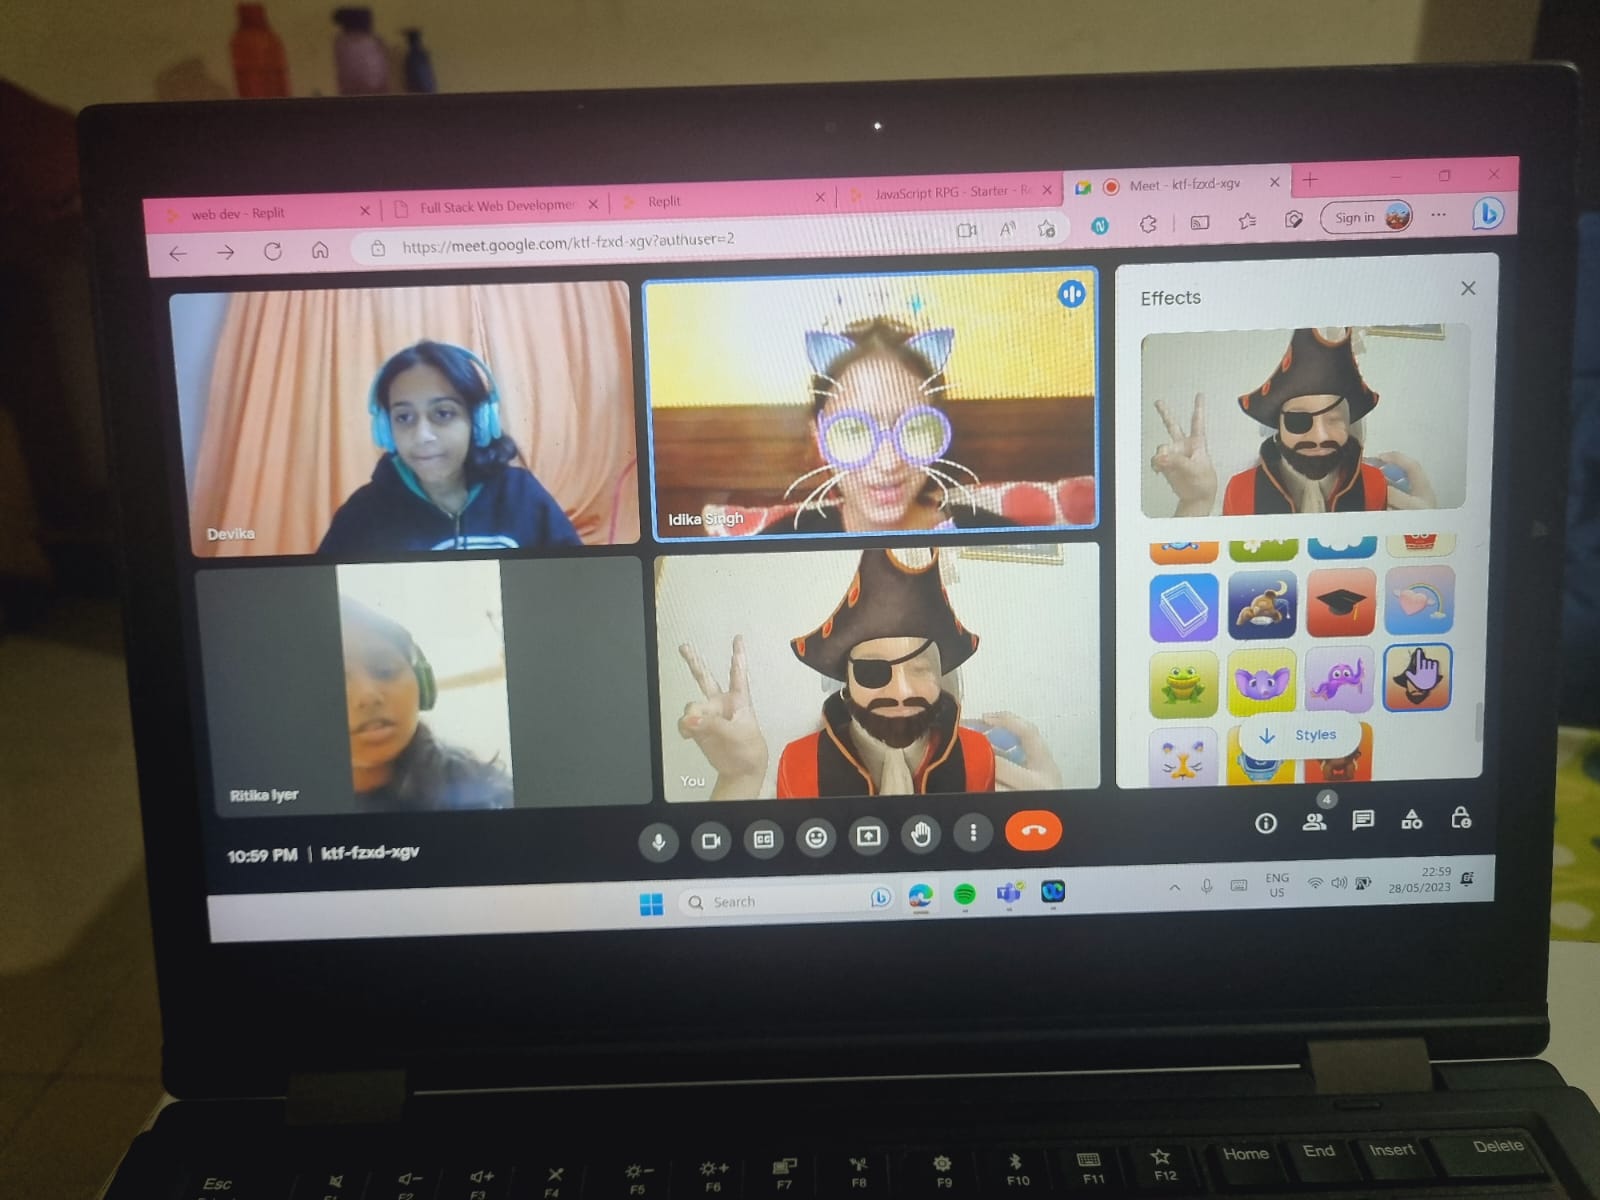 web dev - Replit
Full Stack Web Developmer
Replit
JavaScript RPG - Starter - Re
Meet - ktf-fzxd-xgv
https://meet.google.com/ktf-fzxd-xgv?authuser=2
Sign in
Effects
Devika
Idika Singh
Ritika Iyer
You
Styles
4
10:59 PM | ktf-fzxd-xgv
Search
ENG
US
22:59
28/05/2023
Esc
F2
F3
F4
F5
F6
F7
F8
F9
F10
F11
F12
Home
End
Insert
Delete